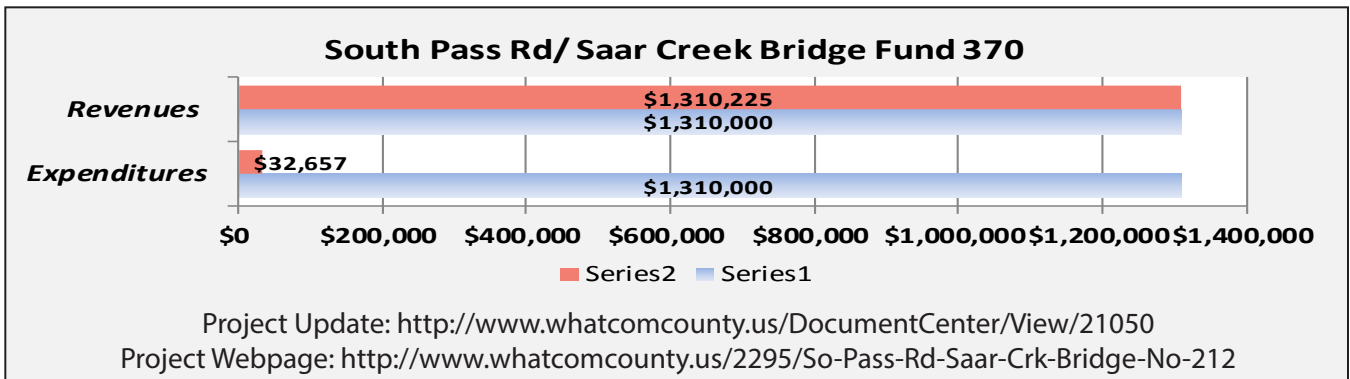 South Pass Rd/ Saar Creek Bridge Fund 370
Revenues
$1,310,225
$1,310,000
Expenditures
$32,657
$1,310,000
$0 $200,000 $400,000 $600,000 $800,000 $1,000,000 $1,200,000 $1,400,000
Series2 Series1
Project Update: http://www.whatcomcounty.us/DocumentCenter/View/21050
Project Webpage: http://www.whatcomcounty.us/2295/So-Pass-Rd-Saar-Crk-Bridge-No-212